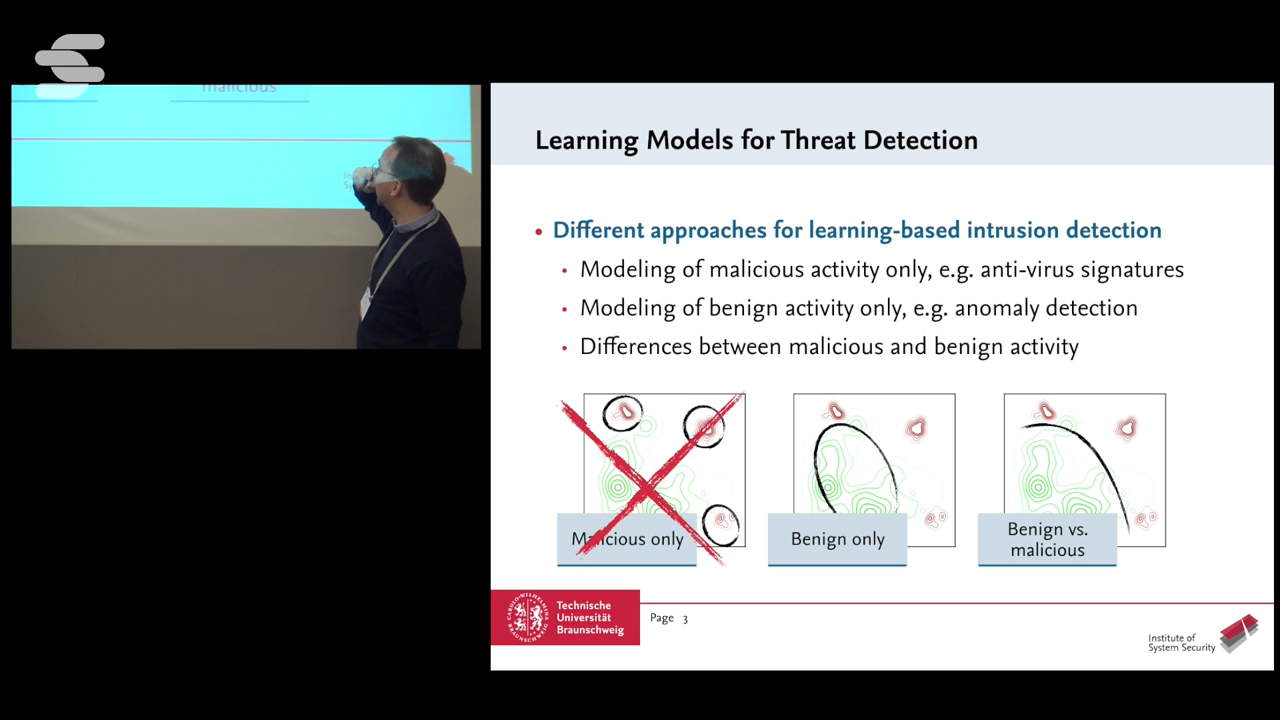 malicious
Learning Models for Threat Detection
• Different approaches for learning-based intrusion detection
• Modeling of malicious activity only, e.g. anti-virus signatures
• Modeling of benign activity only, e.g. anomaly detection
• Differences between malicious and benign activity
Malicious only
Benign only
Benign vs.
malicious
Technische
Universität
Braunschweig
Page 3
Institute of
System Security